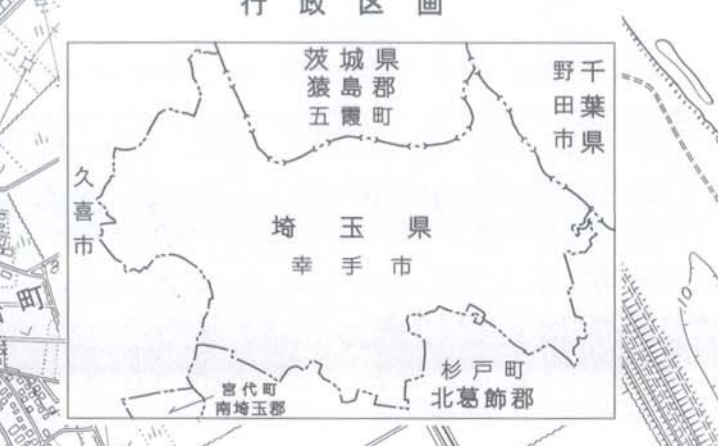 行政区画
茨城県
猿島郡
五霞町
千葉県
野田市
久喜市
埼玉県
幸手市
杉戸町
北葛飾郡
宮代町
南埼玉郡
町
10